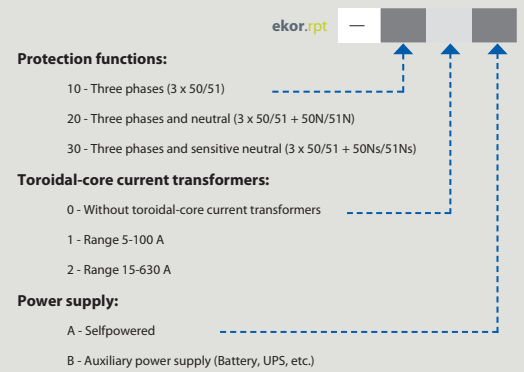 ekor.rpt —
Protection functions:
10 - Three phases (3 x 50/51)
20 - Three phases and neutral (3 x 50/51 + 50N/51N)
30 - Three phases and sensitive neutral (3 x 50/51 + 50Ns/51Ns)
Toroidal-core current transformers:
0 - Without toroidal-core current transformers
1 - Range 5-100 A
2 - Range 15-630 A
Power supply:
A - Selfpowered
B - Auxiliary power supply (Battery, UPS, etc.)